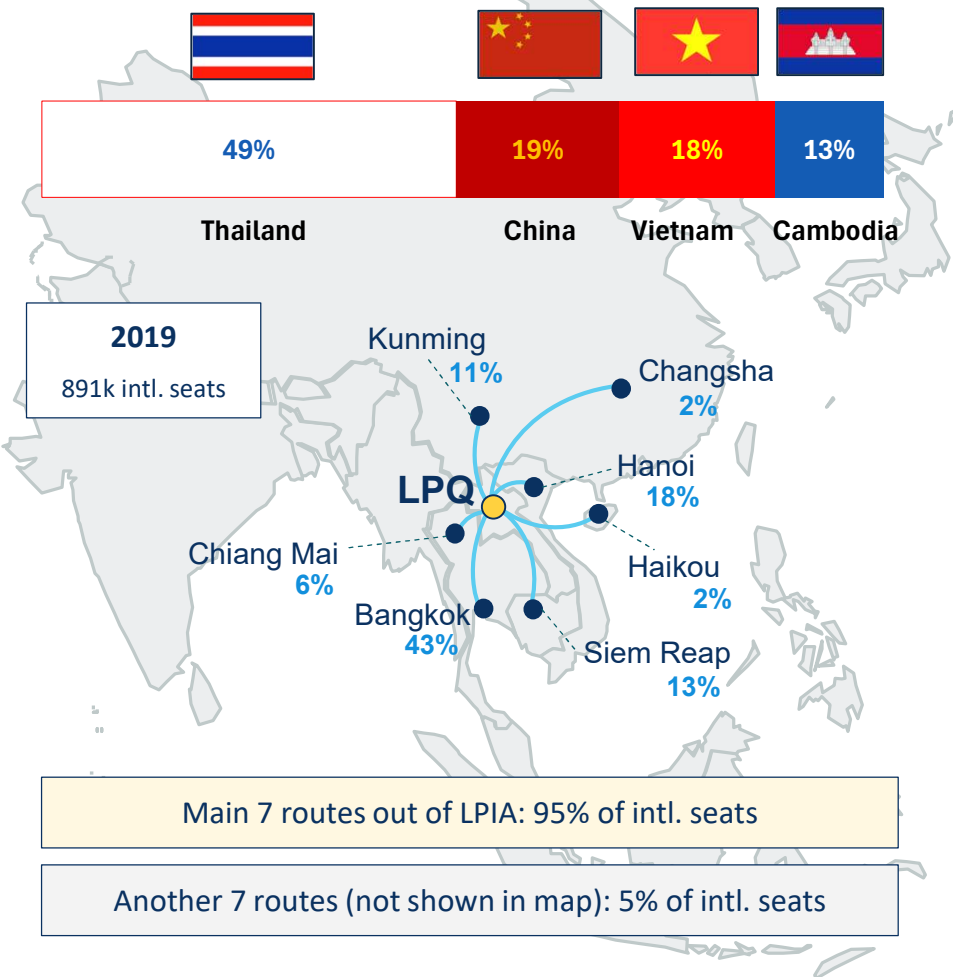 49%
19%
18%
13%
Thailand
China
Vietnam
Cambodia
2019
891k intl. seats
Kunming
11%
Changsha
2%
Hanoi
18%
LPQ
Chiang Mai
6%
Haikou
2%
Bangkok
43%
Siem Reap
13%
Main 7 routes out of LPIA: 95% of intl. seats
Another 7 routes (not shown in map): 5% of intl. seats